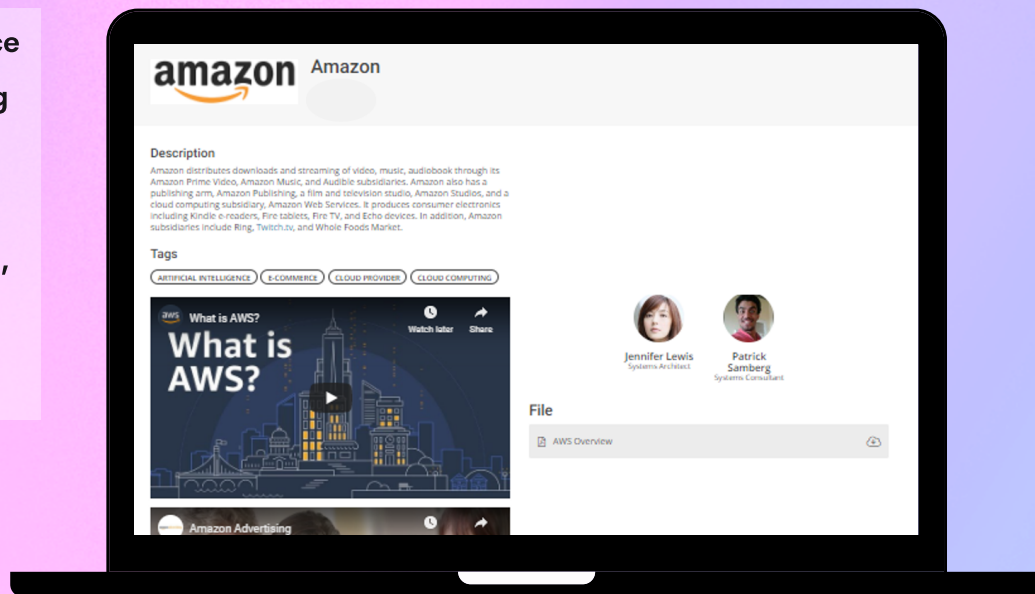 ce
g
,
amazon
Amazon
Description
Amazon distributes downloads and streaming of video, music, audiobook through its
Amazon Prime Video, Amazon Music, and Audible subsidiaries. Amazon also has a
publishing arm, Amazon Publishing, a film and television studio, Amazon Studios, and a
cloud computing subsidiary, Amazon Web Services. It produces consumer electronics
including Kindle e-readers, Fire tablets, Fire TV, and Echo devices. In addition, Amazon
subsidiaries include Ring, Twitch.tv, and Whole Foods Market.
Tags
ARTIFICIAL INTELLIGENCE E-COMMERCE CLOUD PROVIDER CLOUD COMPUTING
aws What is AWS?
Watch later Share
What is
AWS?
Amazon Advertising
Jennifer Lewis
Systems Architect
Patrick
Samberg
Systems Consultant
File
AWS Overview